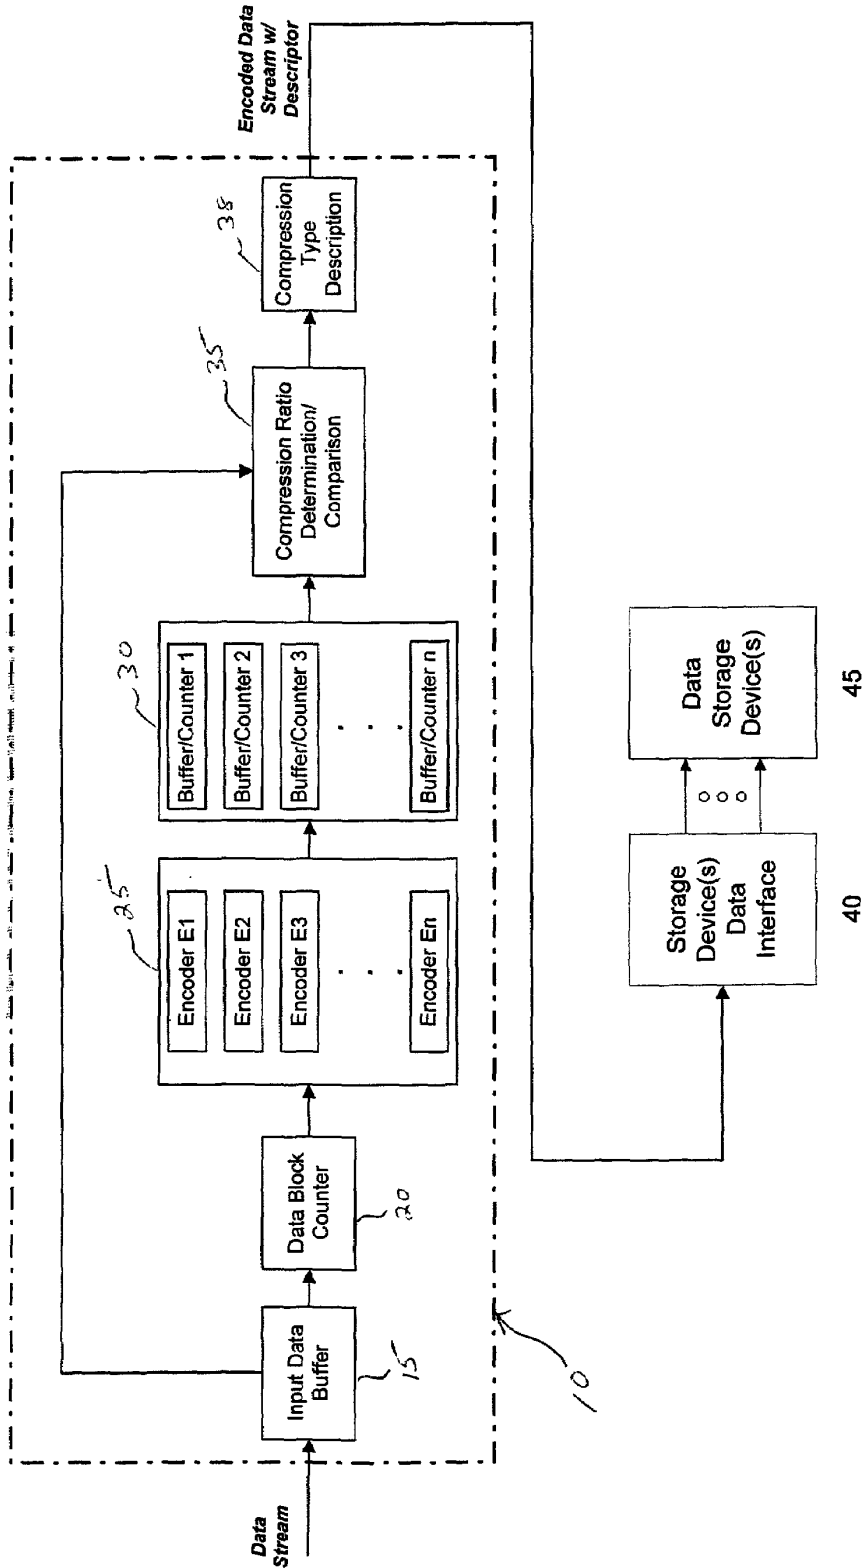 Data
Stream
Input Data
Buffer
15
Data Block
Counter
20
25
Encoder E1
Encoder E2
Encoder E3
. . .
Encoder En
30
Buffer/Counter 1
Buffer/Counter 2
Buffer/Counter 3
. . .
Buffer/Counter n
35
Compression Ratio
Determination/
Comparison
38
Compression
Type
Description
Encoded Data
Stream w/
Descriptor
10
Storage
Device(s)
Data
Interface
40
Data
Storage
Device(s)
45